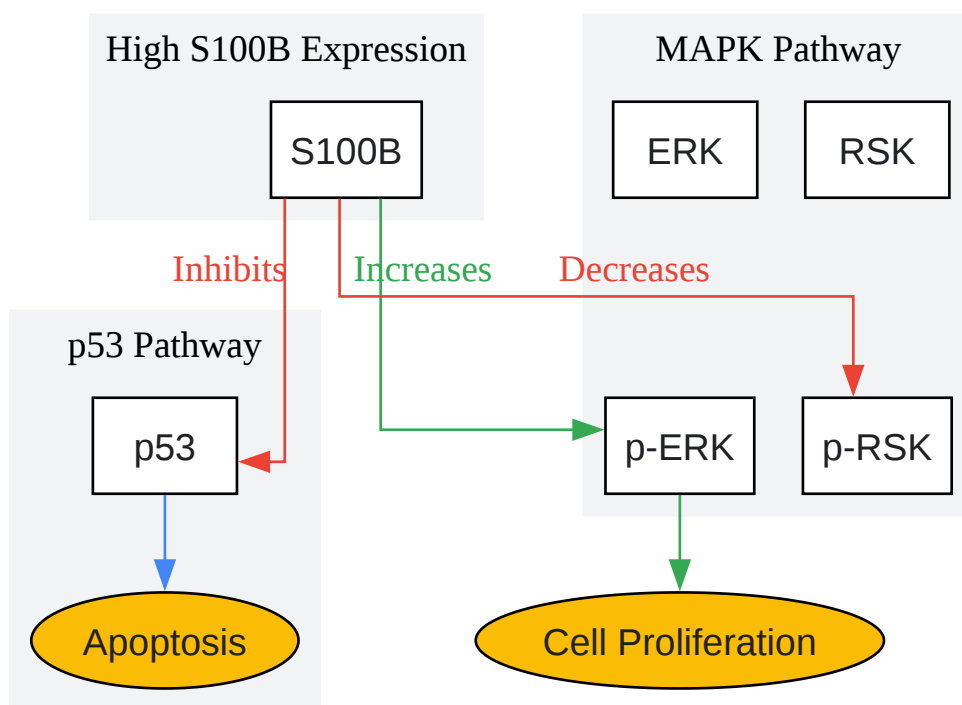 High S100B Expression
MAPK Pathway
S100B
ERK
RSK
Inhibits
Increases
Decreases
p53 Pathway
p53
p-ERK
p-RSK
Apoptosis
Cell Proliferation